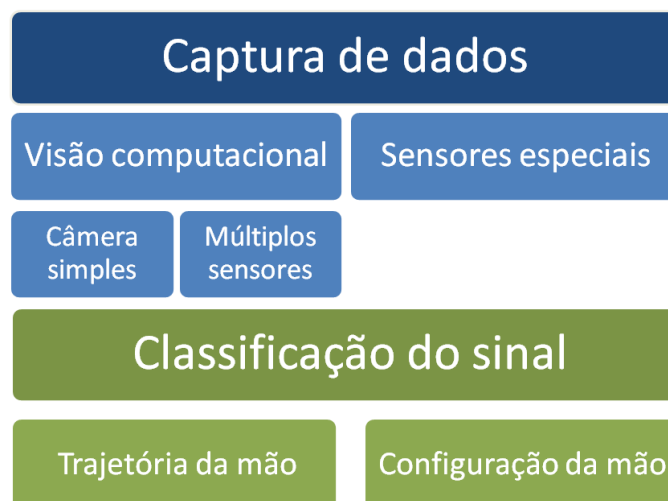 Captura de dados
Visão computacional
Sensores especiais
Câmera
simples
Múltiplos
sensores
Classificação do sinal
Trajetória da mão
Configuração da mão